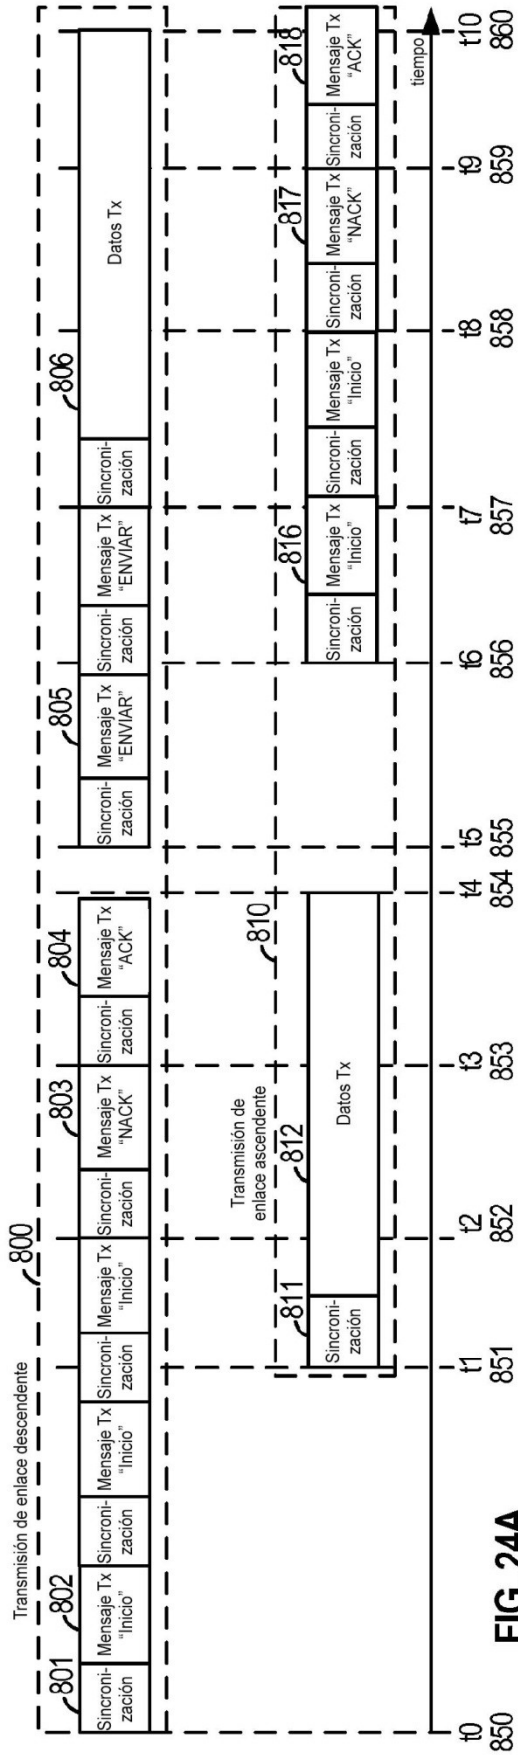 Transmisión de enlace descendente
800
801
802
803
804
805
806
Sincroni-
zación
Mensaje Tx
"Inicio"
Sincroni-
zación
Mensaje Tx
"Inicio"
Sincroni-
zación
Mensaje Tx
"Inicio"
Sincroni-
zación
Mensaje Tx
"NACK"
Sincroni-
zación
Mensaje Tx
"ACK"
Sincroni-
zación
Mensaje Tx
"ENVIAR"
Sincroni-
zación
Mensaje Tx
"ENVIAR"
Sincroni-
zación
Datos Tx
Transmisión de
enlace ascendente
810
811
812
816
817
818
Sincroni-
zación
Datos Tx
Sincroni-
zación
Mensaje Tx
"Inicio"
Sincroni-
zación
Mensaje Tx
"Inicio"
Sincroni-
zación
Mensaje Tx
"NACK"
Sincroni-
zación
Mensaje Tx
"ACK"
tiempo
t0 t1 t2 t3 t4 t5 t6 t7 t8 t9 t10
850 851 852 853 854 855 856 857 858 859 860
FIG. 24A